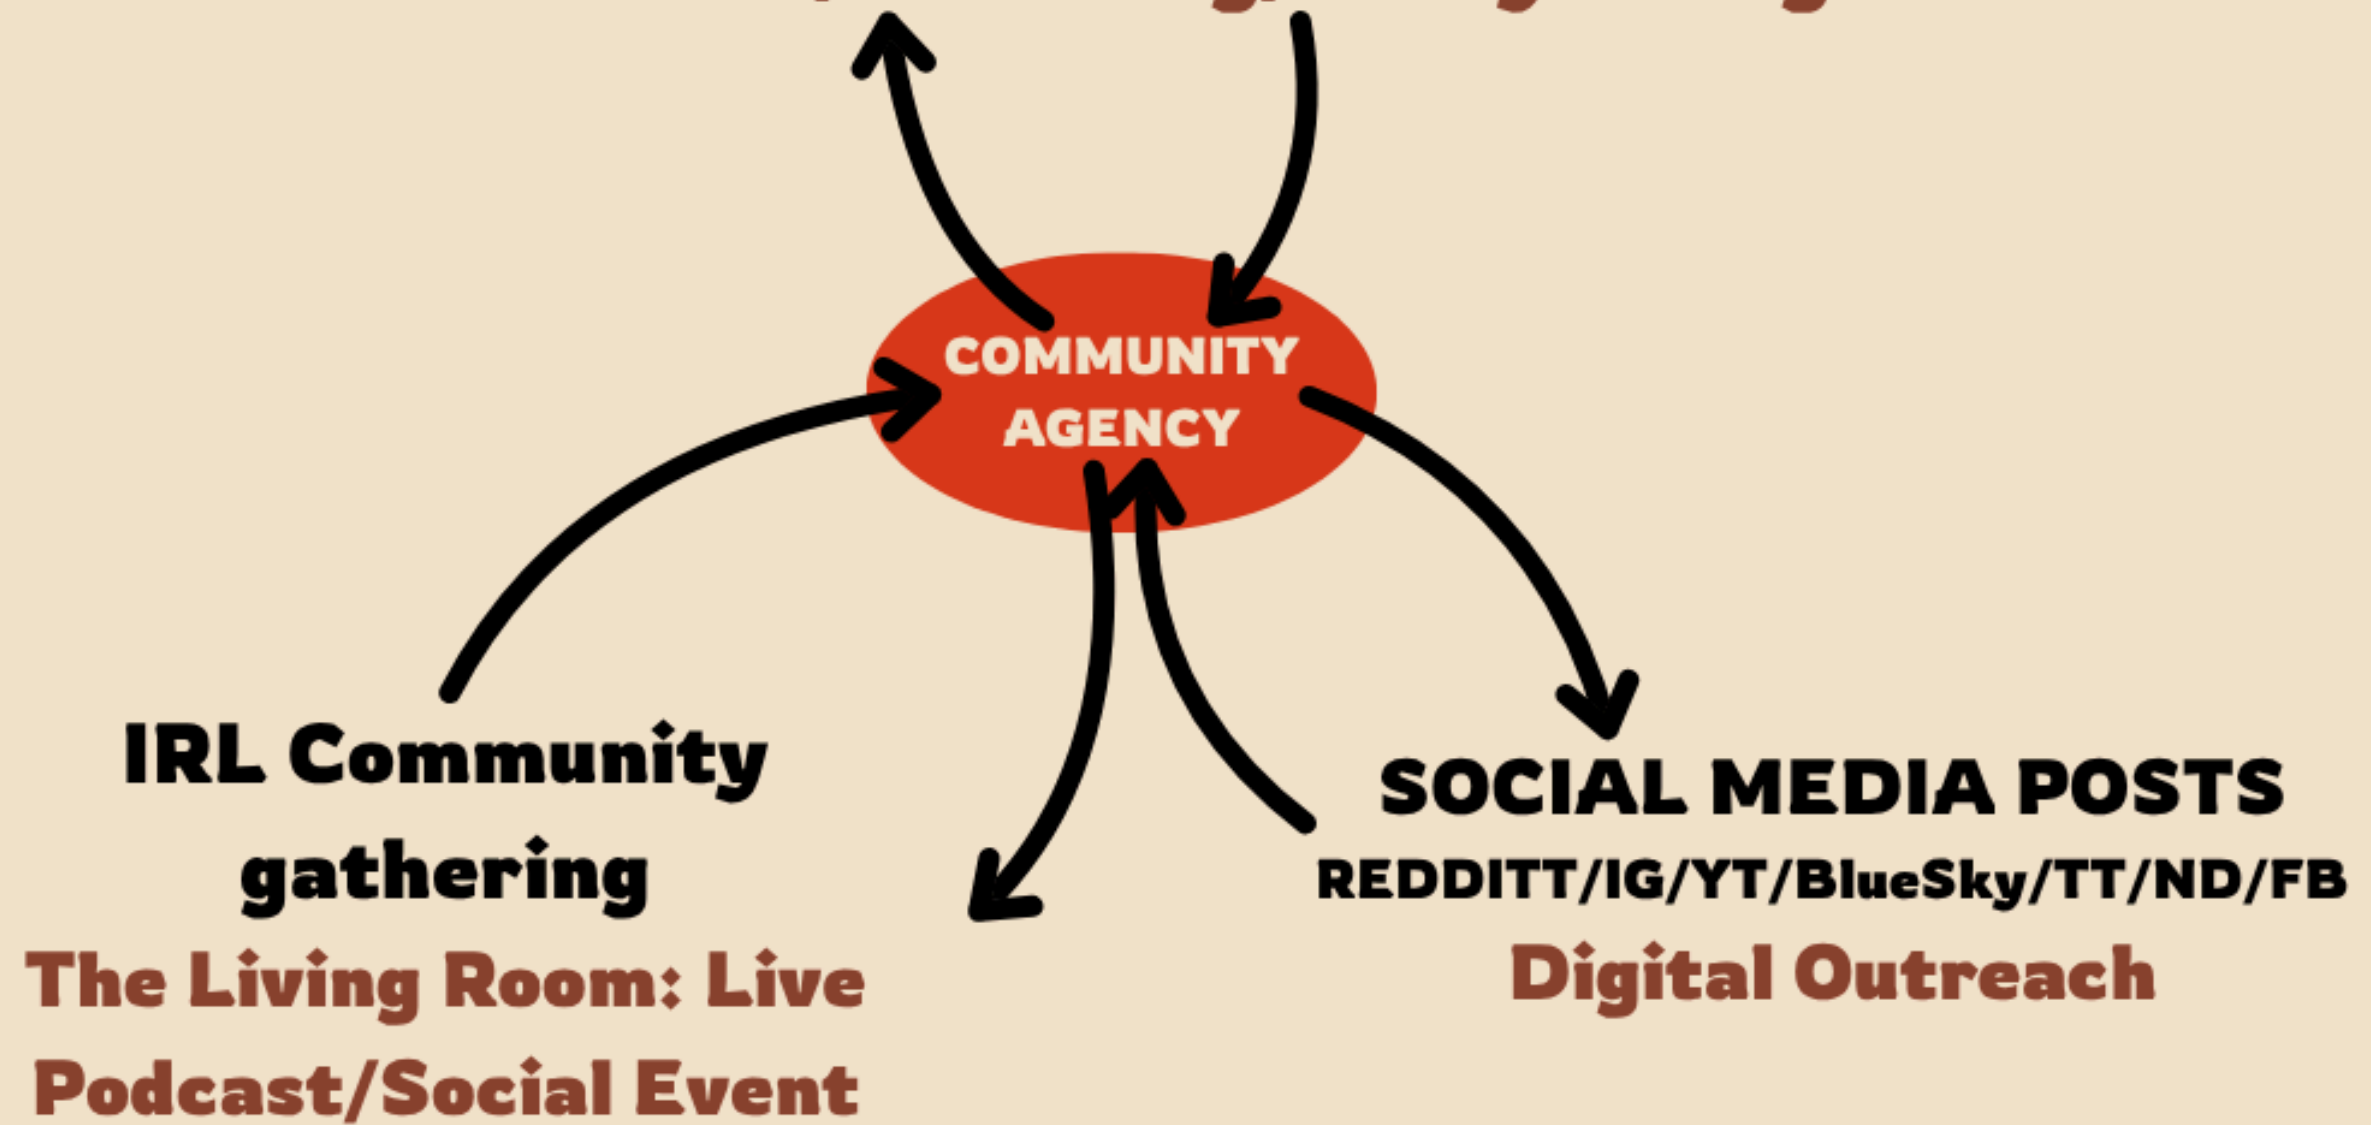 COMMUNITY
AGENCY
IRL Community
gathering
The Living Room: Live
Podcast/Social Event
SOCIAL MEDIA POSTS
REDDITT/IG/YT/BlueSky/TT/ND/FB
Digital Outreach